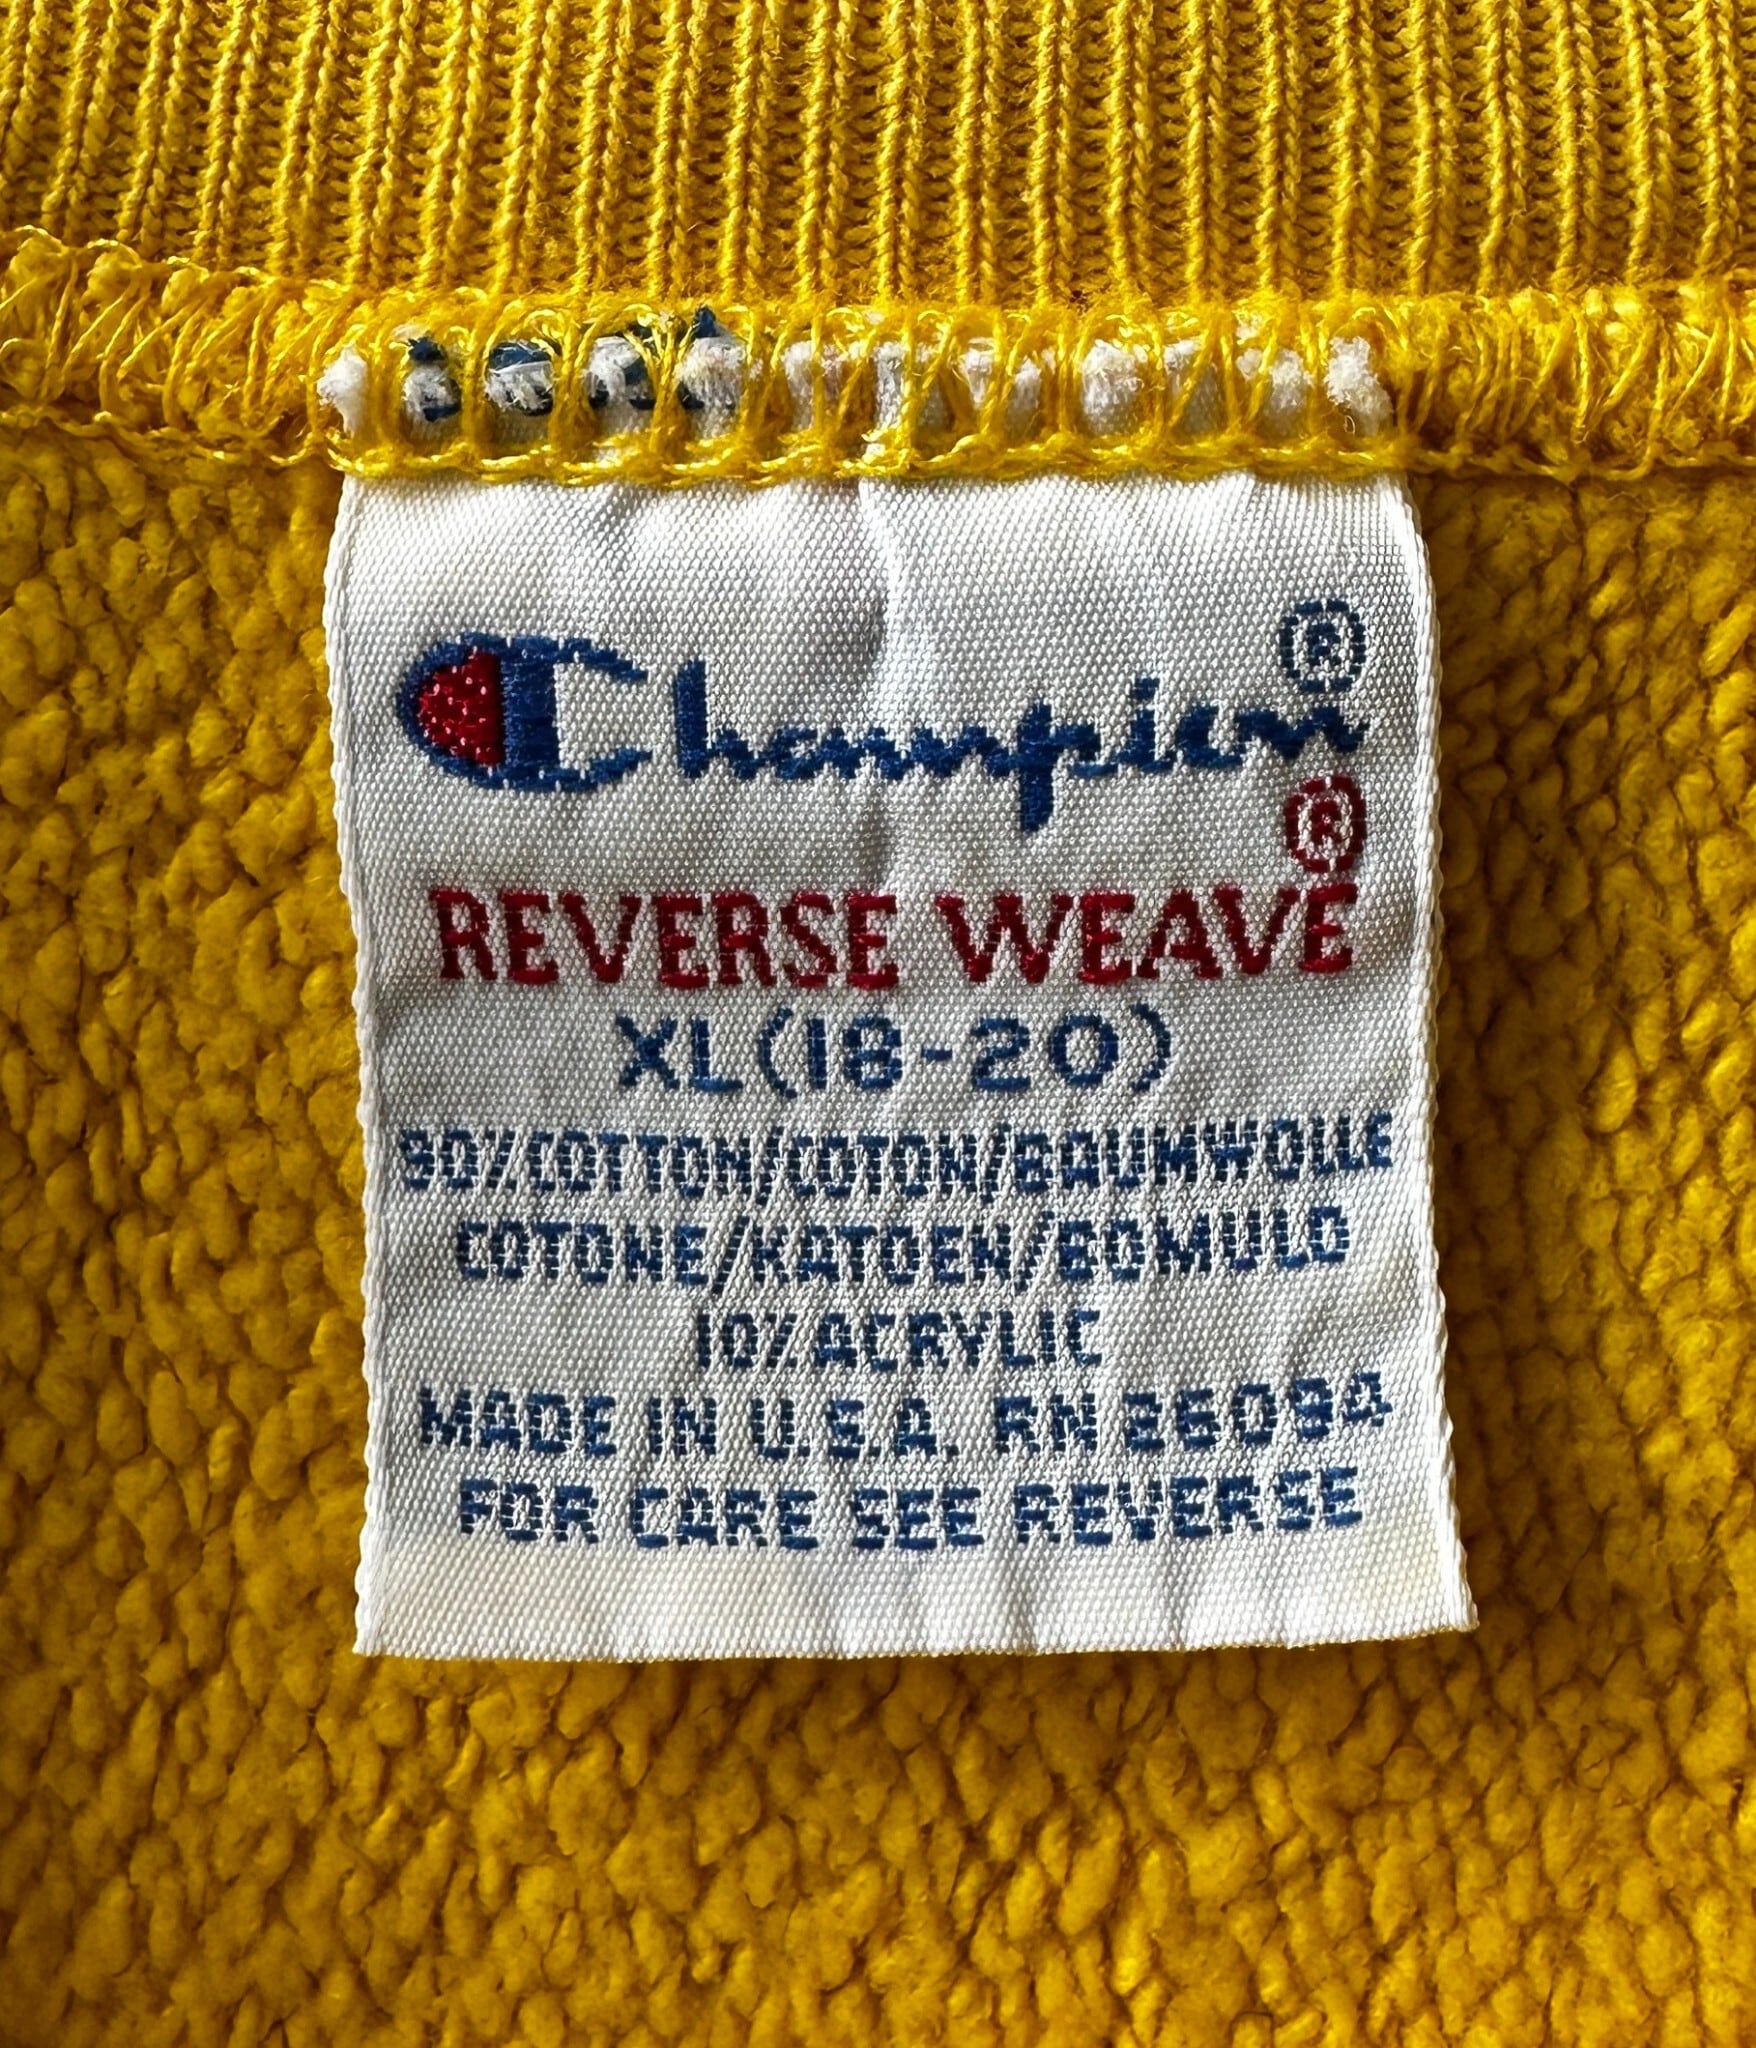 Champion®
®
REVERSE WEAVE
XL(18-20)
90%COTTON/COTON/BAUMWOLLE
COTONE/KATOEN/BOMULD
10%ACRYLIC
MADE IN U.S.A. RN 26094
FOR CARE SEE REVERSE